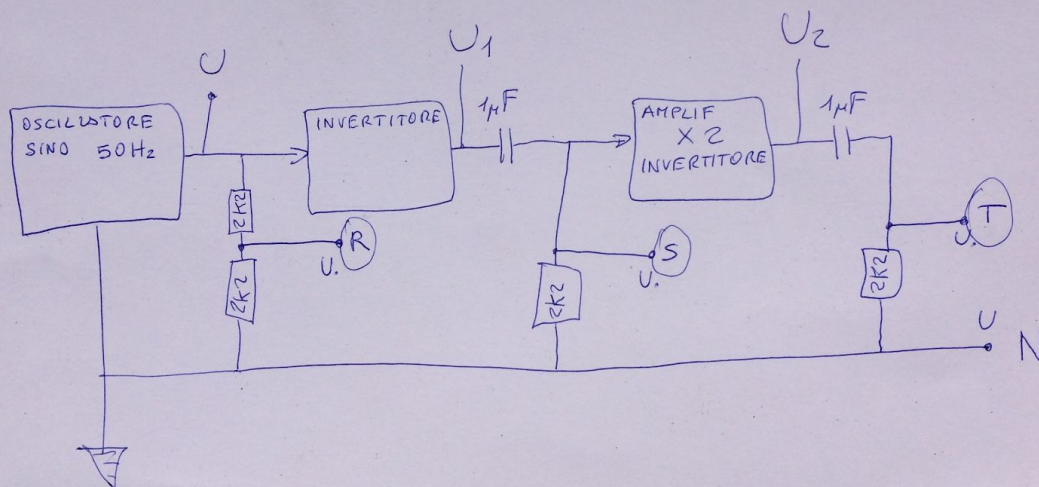 U
U1
U2
OSCILLATORE
SINO 50Hz
INVERTITORE
1μF
AMPLIF
X 2
INVERTITORE
1μF
2K2
U.
R
2K2
U.
S
2K2
U.
T
2K2
U
N